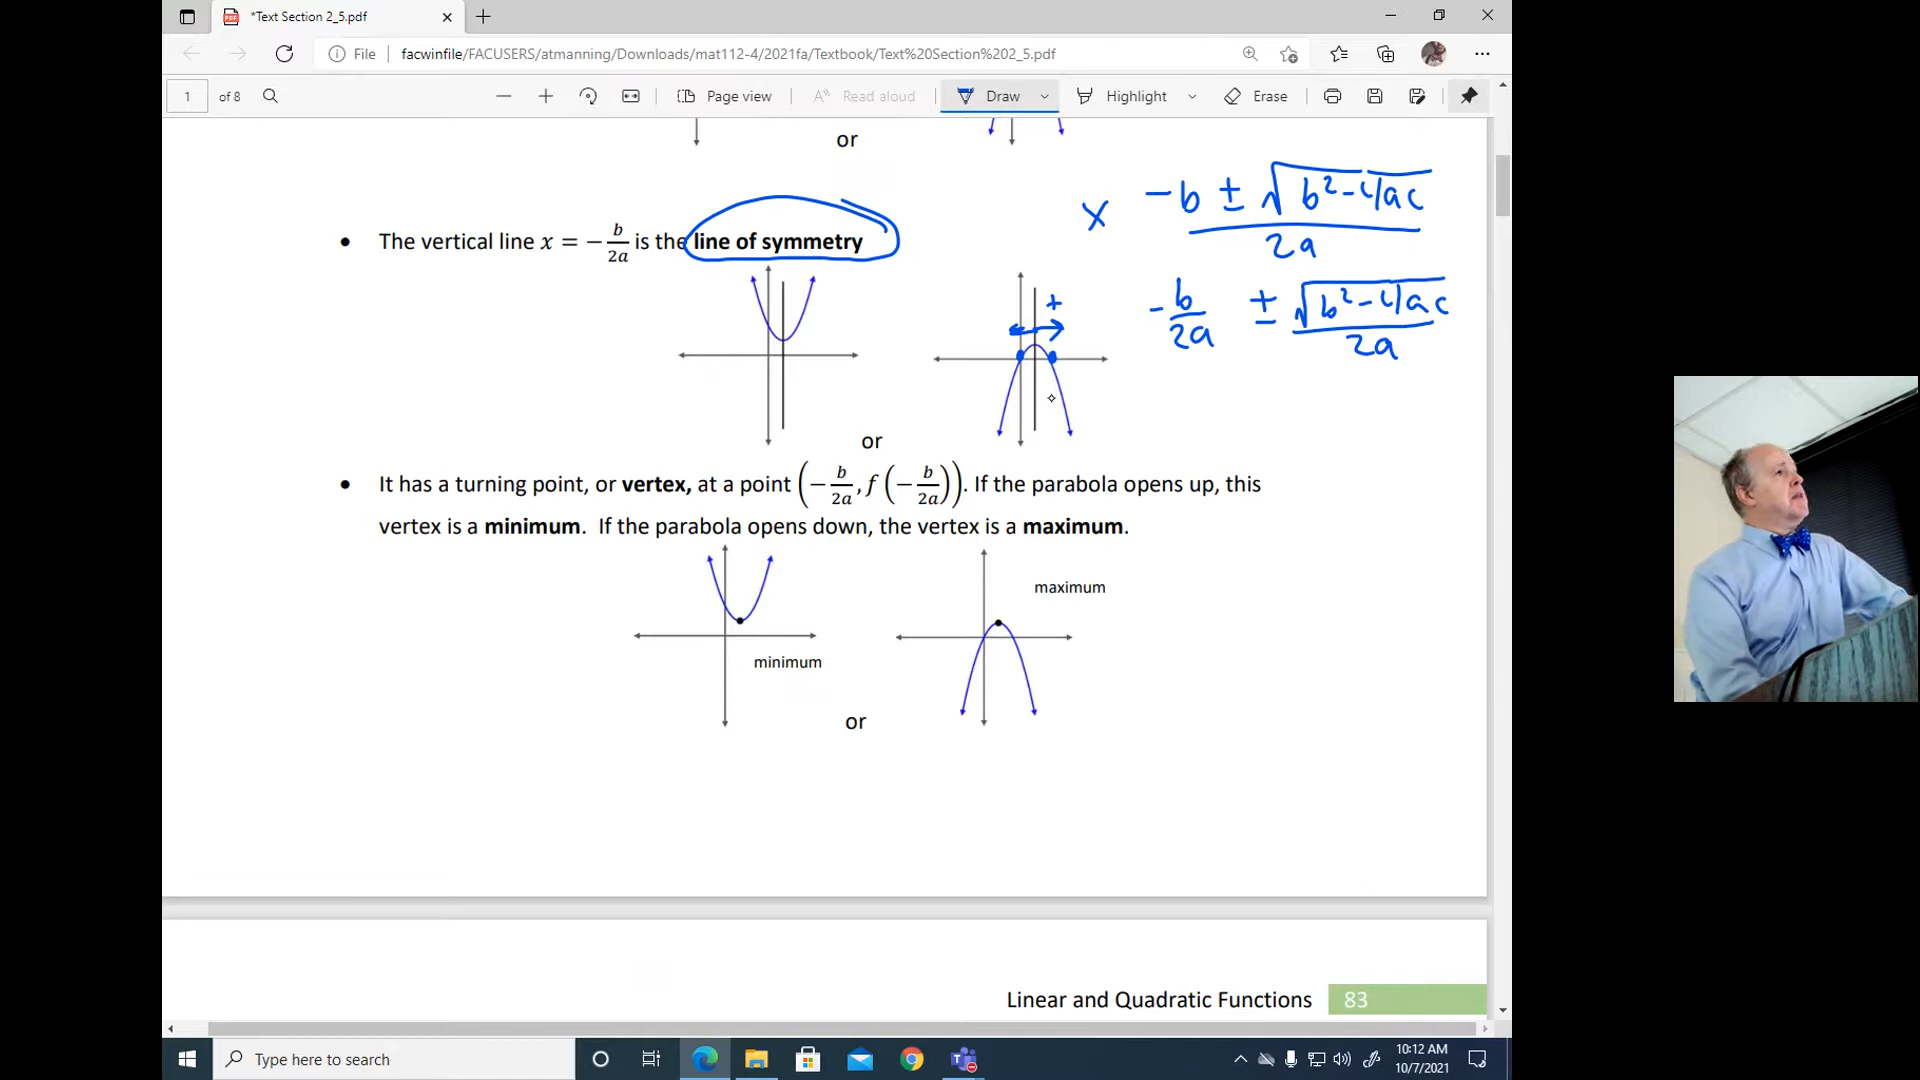 *Text Section 2_5.pdf
File facwinfile/FACUSERS/atmanning/Downloads/mat112-4/2021fa/Textbook/Text%20Section%202_5.pdf
1 of 8 Page view Read aloud Draw Highlight Erase
or
x -b ± √b²-4ac / 2a
• The vertical line x = − b/2a is the line of symmetry
-b/2a ± √b²-4ac / 2a
+
or
• It has a turning point, or vertex, at a point (− b/2a , f (− b/2a)). If the parabola opens up, this
vertex is a minimum. If the parabola opens down, the vertex is a maximum.
maximum
minimum
or
Linear and Quadratic Functions 83
Type here to search
10:12 AM
10/7/2021